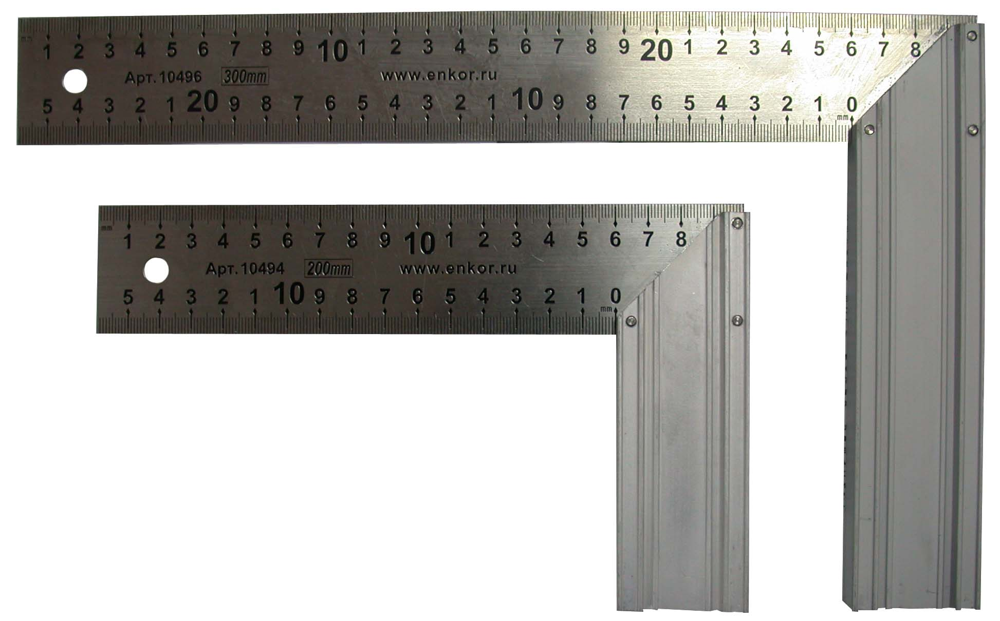 mm
1 2 3 4 5 6 7 8 9 10 1 2 3 4 5 6 7 8 9 20 1 2 3 4 5 6 7 8
Арт.10496 300mm www.enkor.ru
5 4 3 2 1 20 9 8 7 6 5 4 3 2 1 10 9 8 7 6 5 4 3 2 1 0
mm
mm
1 2 3 4 5 6 7 8 9 10 1 2 3 4 5 6 7 8
Арт.10494 200mm www.enkor.ru
5 4 3 2 1 10 9 8 7 6 5 4 3 2 1 0
mm